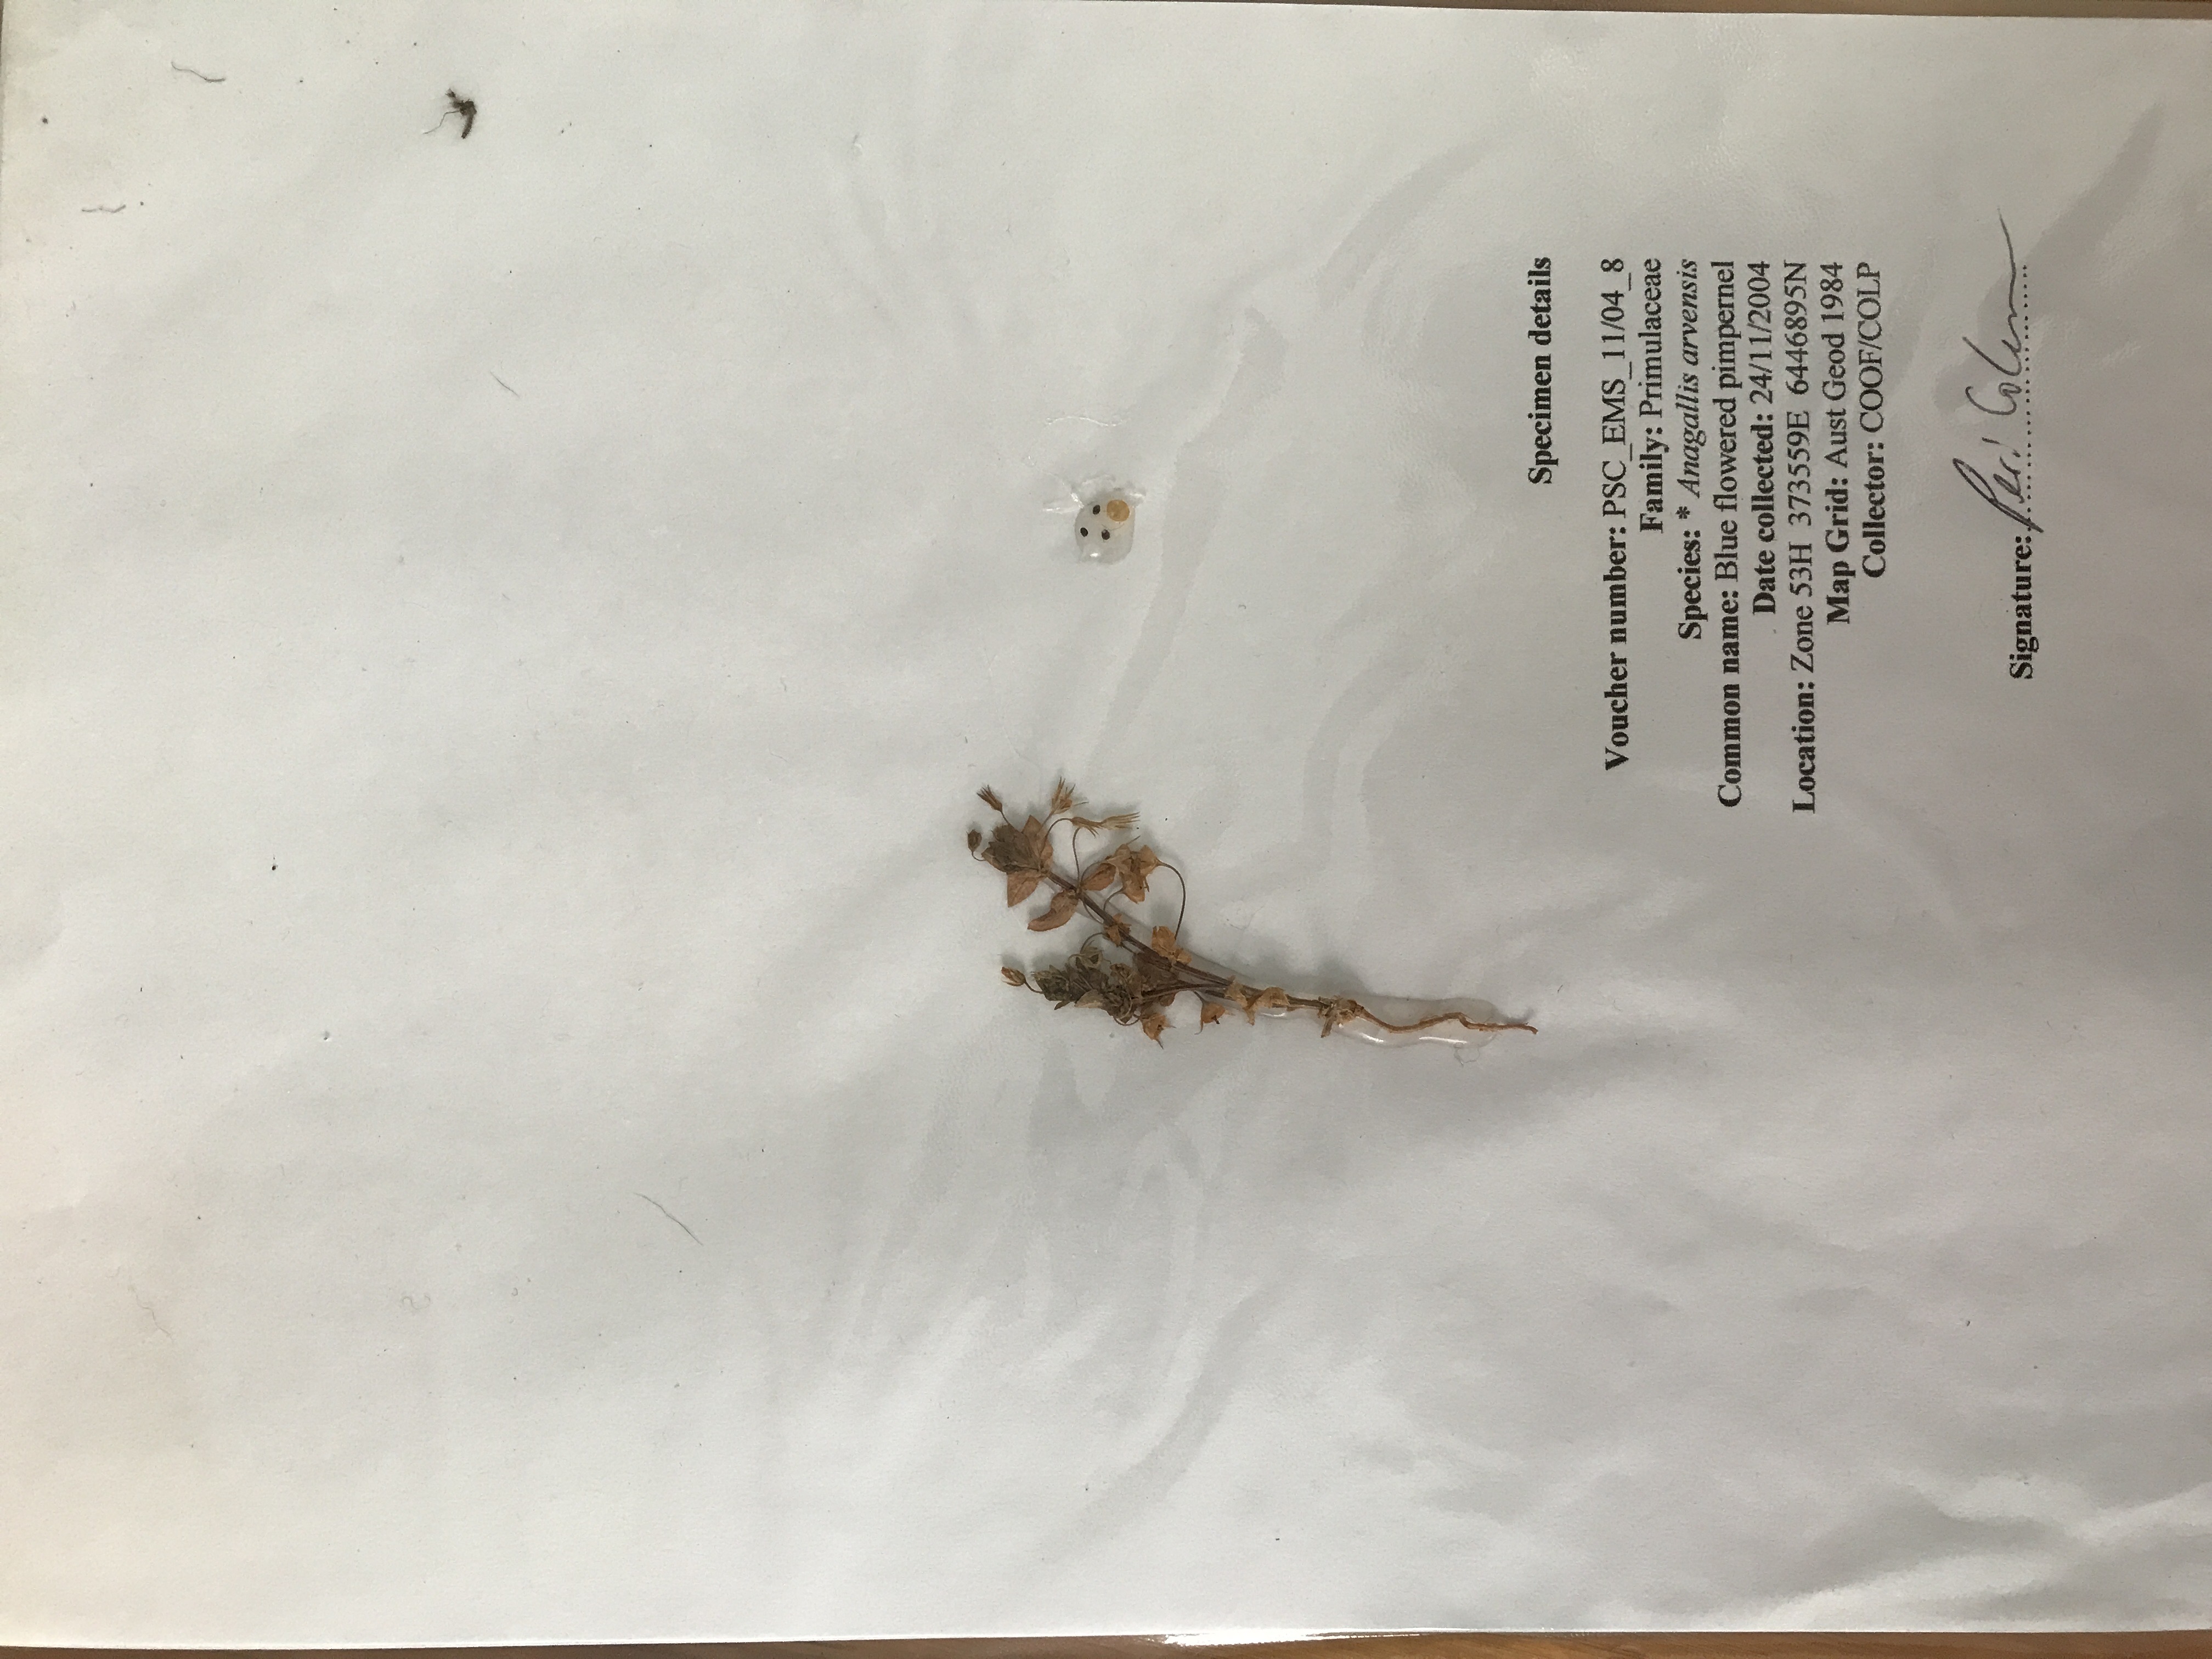 Specimen details
Voucher number: PSC_EMS_11/04_8
Family: Primulaceae
Species: * Anagallis arvensis
Common name: Blue flowered pimpernel
Date collected: 24/11/2004
Location: Zone 53H 373559E 6446895N
Map Grid: Aust Geod 1984
Collector: COOF/COLP
Signature: Peri